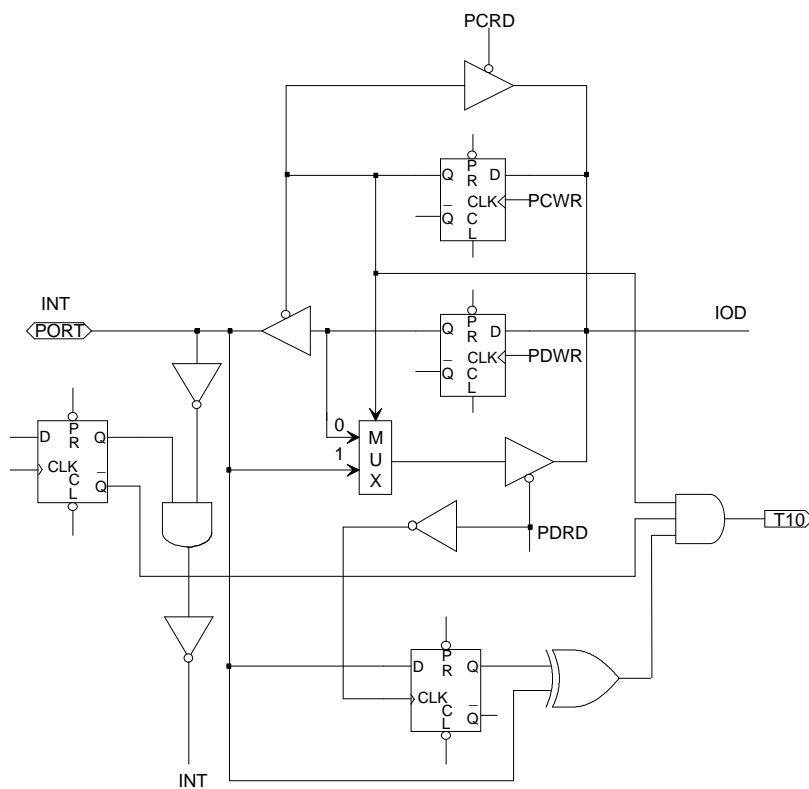 PCRD
Q P R D
CLK PCWR
Q C L
INT
PORT
IOD
Q P R D
CLK PDWR
Q C L
0
1
M U X
D P R Q
CLK
C L Q
PDRD
T10
D P R Q
CLK
C L Q
INT